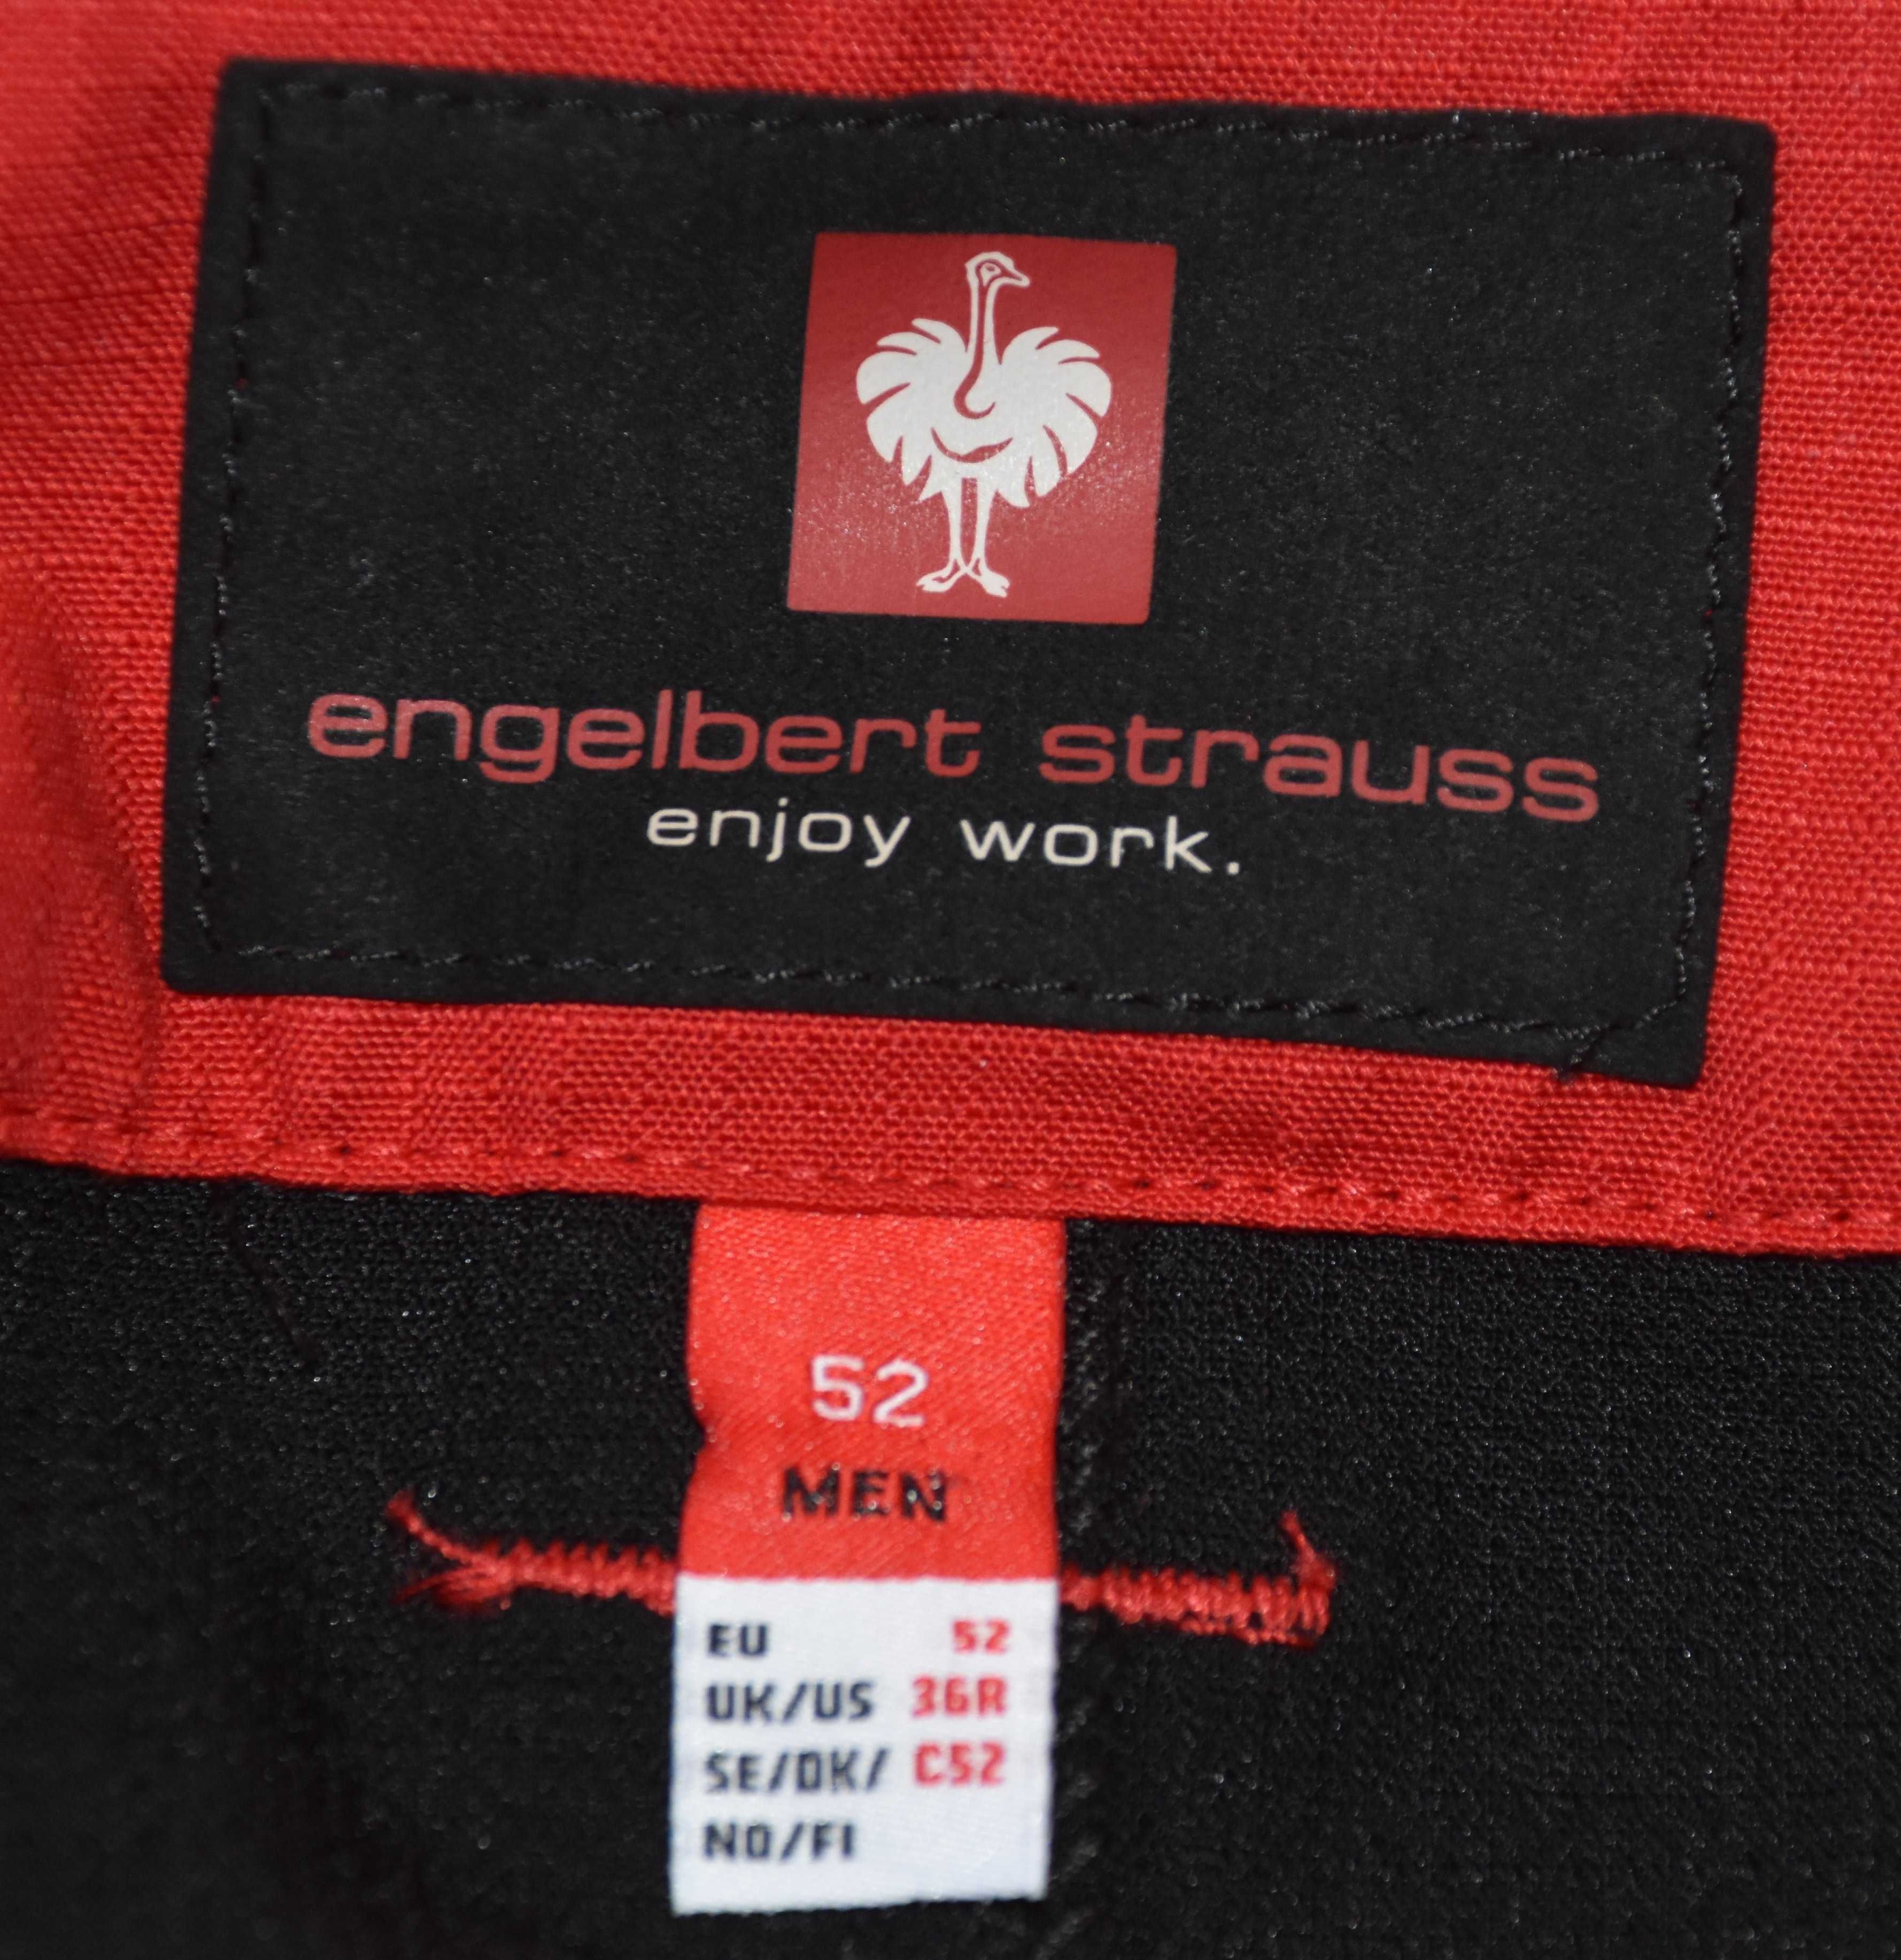 engelbert strauss
enjoy work.
52
MEN
EU 52
UK/US 36R
SE/DK/ C52
NO/FI